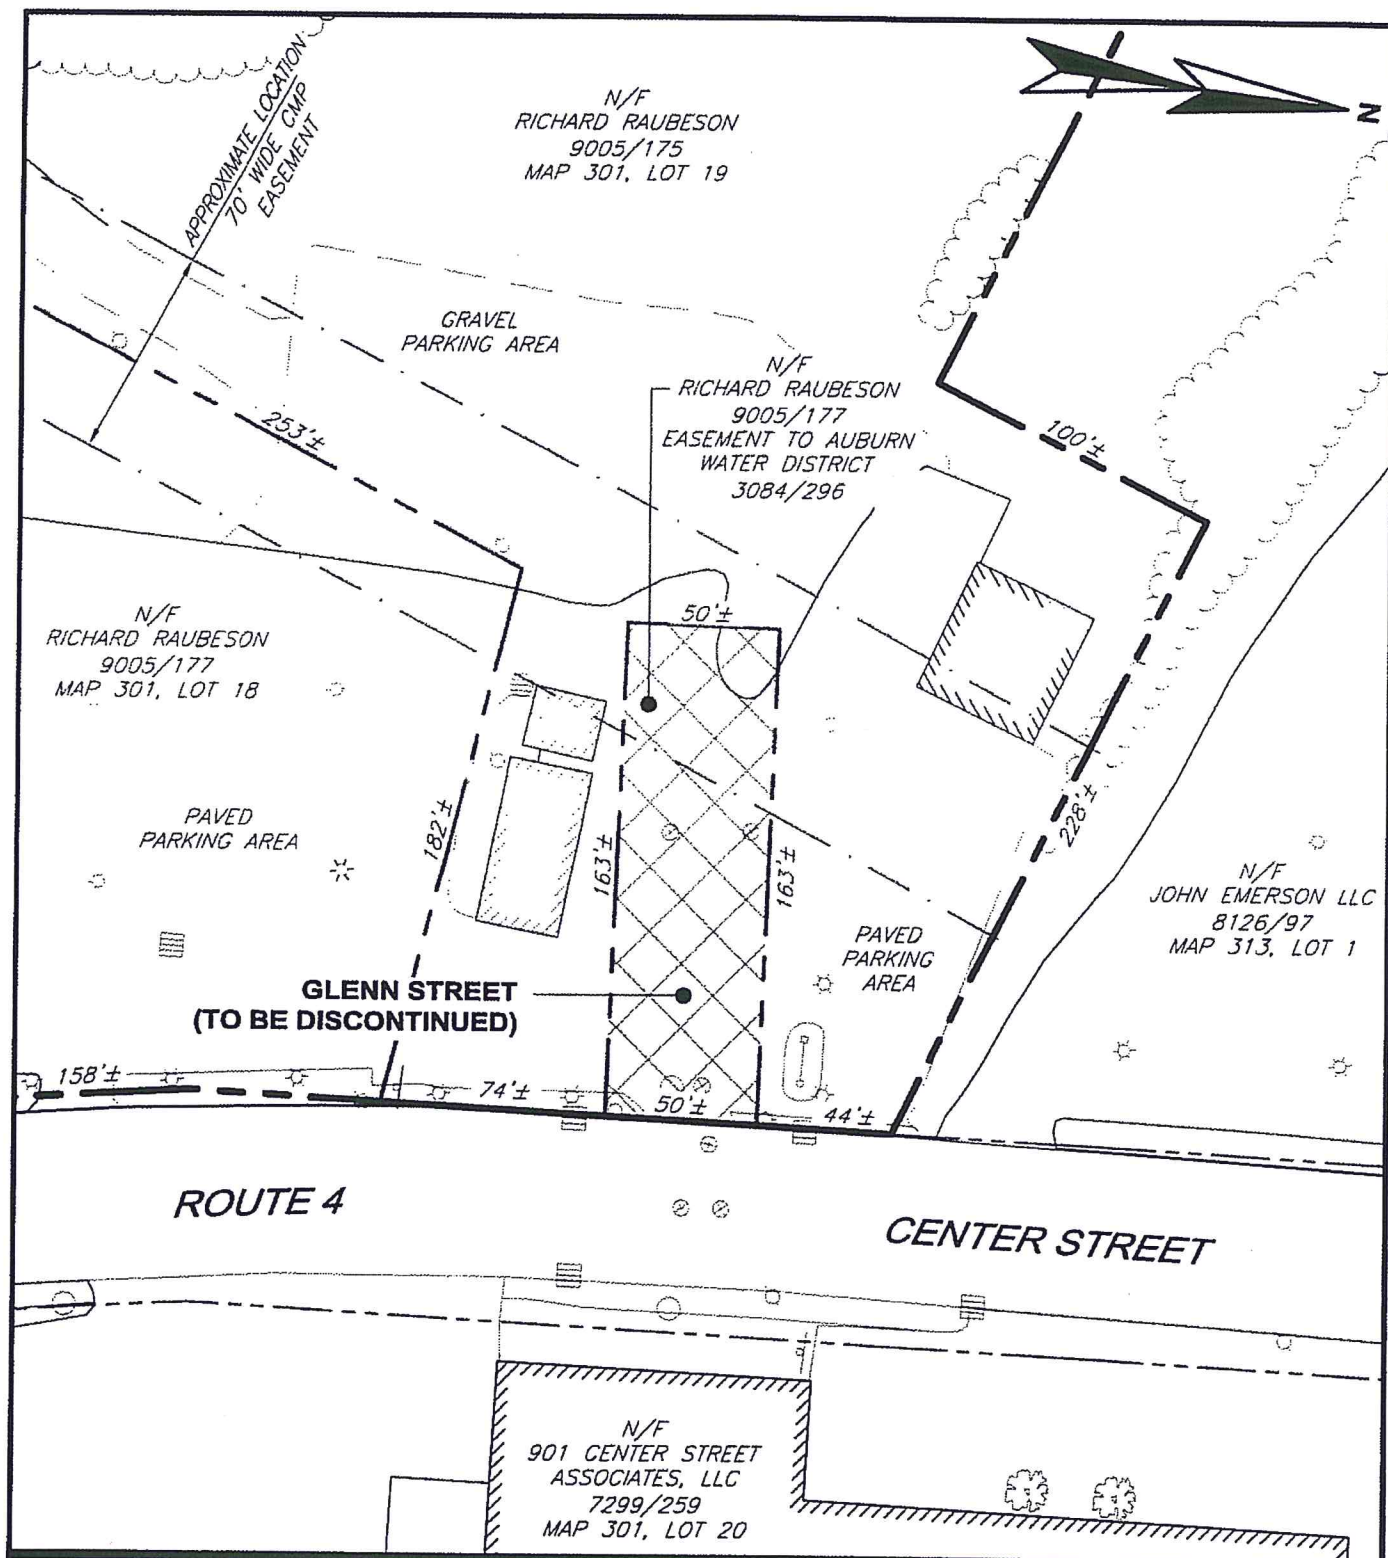 APPROXIMATE LOCATION
70' WIDE CMP
EASEMENT
N/F
RICHARD RAUBESON
9005/175
MAP 301, LOT 19
N
GRAVEL
PARKING AREA
253'±
N/F
RICHARD RAUBESON
9005/177
EASEMENT TO AUBURN
WATER DISTRICT
3084/296
100'±
N/F
RICHARD RAUBESON
9005/177
MAP 301, LOT 18
50'±
PAVED
PARKING AREA
182'±
163'±
163'±
228'±
N/F
JOHN EMERSON LLC
8126/97
MAP 313, LOT 1
PAVED
PARKING
AREA
GLENN STREET
(TO BE DISCONTINUED)
158'±
74'±
50'±
44'±
ROUTE 4
CENTER STREET
N/F
901 CENTER STREET
ASSOCIATES, LLC
7299/259
MAP 301, LOT 20